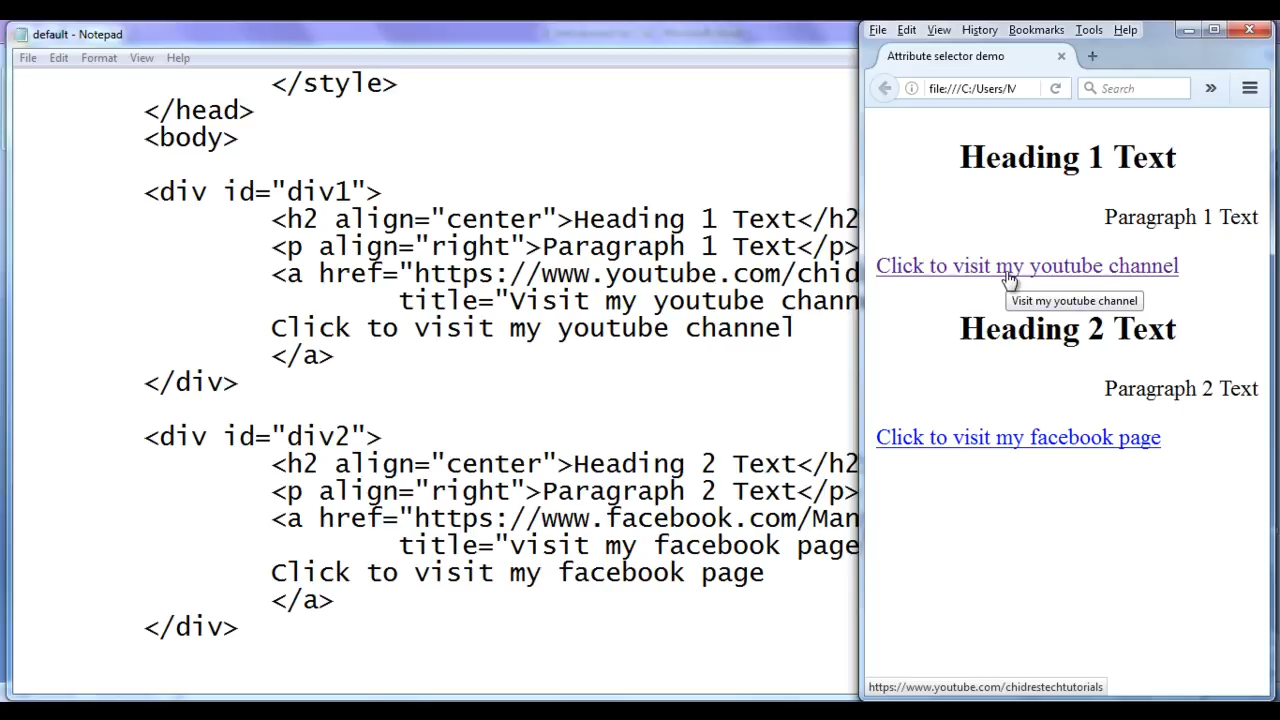 default - Notepad
File Edit Format View Help
</style>
</head>
<body>
<div id="div1">
<h2 align="center">Heading 1 Text</h2
<p align="right">Paragraph 1 Text</p>
<a href="https://www.youtube.com/chid
title="Visit my youtube chann
Click to visit my youtube channel
</a>
</div>
<div id="div2">
<h2 align="center">Heading 2 Text</h2
<p align="right">Paragraph 2 Text</p>
<a href="https://www.facebook.com/Man
title="visit my facebook page
Click to visit my facebook page
</a>
</div>
File Edit View History Bookmarks Tools Help
Attribute selector demo
file:///C:/Users/M
Search
Heading 1 Text
Paragraph 1 Text
Click to visit my youtube channel
Visit my youtube channel
Heading 2 Text
Paragraph 2 Text
Click to visit my facebook page
https://www.youtube.com/chidrestechtutorials